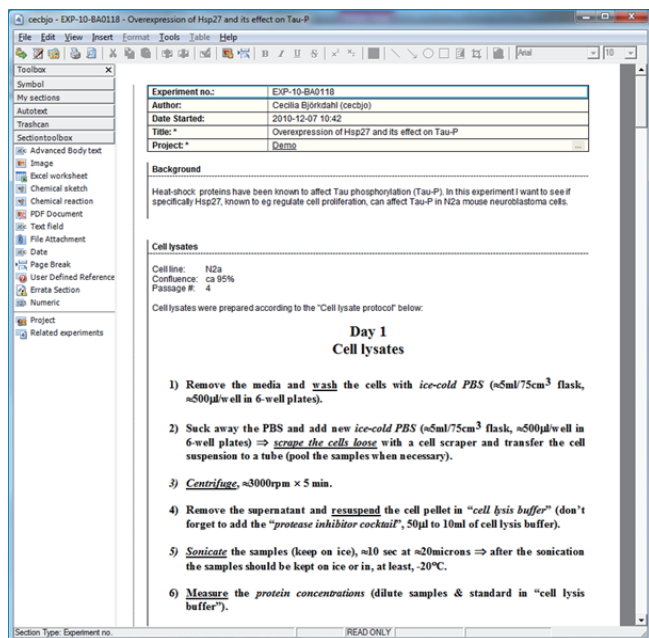 cecbjo - EXP-10-BA0118 - Overexpression of Hsp27 and its effect on Tau-P
File Edit View Insert Format Tools Table Help
B I U S x² x₂ Arial 10
Toolbox X
Symbol
My sections
Autotext
Trashcan
Sectiontoolbox
Advanced Body text
Image
Excel worksheet
Chemical sketch
Chemical reaction
PDF Document
Text field
File Attachment
Date
Page Break
User Defined Reference
Errata Section
Numeric
Project
Related experiments
Experiment no.: EXP-10-BA0118
Author: Cecilia Björkdahl (cecbjo)
Date Started: 2010-12-07 10:42
Title: * Overexpression of Hsp27 and its effect on Tau-P
Project: * Demo ...
Background
Heat-shock proteins have been known to affect Tau phosphorylation (Tau-P). In this experiment I want to see if
specifically Hsp27, known to eg regulate cell proliferation, can affect Tau-P in N2a mouse neuroblastoma cells.
Cell lysates
Cell line: N2a
Confluence: ca 95%
Passage #: 4
Cell lysates were prepared according to the "Cell lysate protocol" below:
Day 1
Cell lysates
1) Remove the media and wash the cells with ice-cold PBS (≈5ml/75cm³ flask,
≈500µl/well in 6-well plates).
2) Suck away the PBS and add new ice-cold PBS (≈5ml/75cm³ flask, ≈500µl/well in
6-well plates) ⇒ scrape the cells loose with a cell scraper and transfer the cell
suspension to a tube (pool the samples when necessary).
3) Centrifuge, ≈3000rpm × 5 min.
4) Remove the supernatant and resuspend the cell pellet in “cell lysis buffer” (don’t
forget to add the “protease inhibitor cocktail”, 50µl to 10ml of cell lysis buffer).
5) Sonicate the samples (keep on ice), ≈10 sec at ≈20microns ⇒ after the sonication
the samples should be kept on ice or in, at least, -20°C.
6) Measure the protein concentrations (dilute samples & standard in “cell lysis
buffer”).
Section Type: Experiment no. READ ONLY